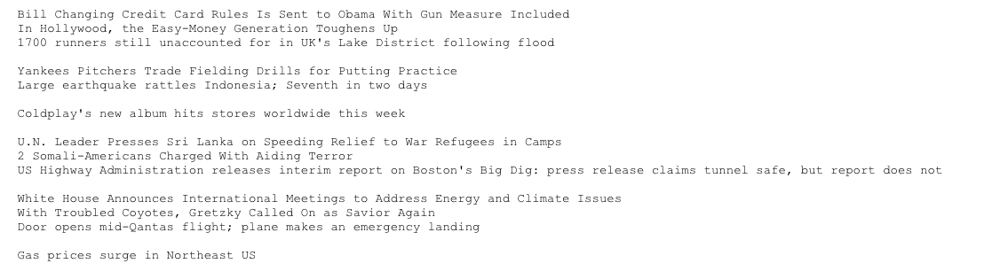 Bill Changing Credit Card Rules Is Sent to Obama With Gun Measure Included
In Hollywood, the Easy-Money Generation Toughens Up
1700 runners still unaccounted for in UK's Lake District following flood
Yankees Pitchers Trade Fielding Drills for Putting Practice
Large earthquake rattles Indonesia; Seventh in two days
Coldplay's new album hits stores worldwide this week
U.N. Leader Presses Sri Lanka on Speeding Relief to War Refugees in Camps
2 Somali-Americans Charged With Aiding Terror
US Highway Administration releases interim report on Boston's Big Dig: press release claims tunnel safe, but report does not
White House Announces International Meetings to Address Energy and Climate Issues
With Troubled Coyotes, Gretzky Called On as Savior Again
Door opens mid-Qantas flight; plane makes an emergency landing
Gas prices surge in Northeast US